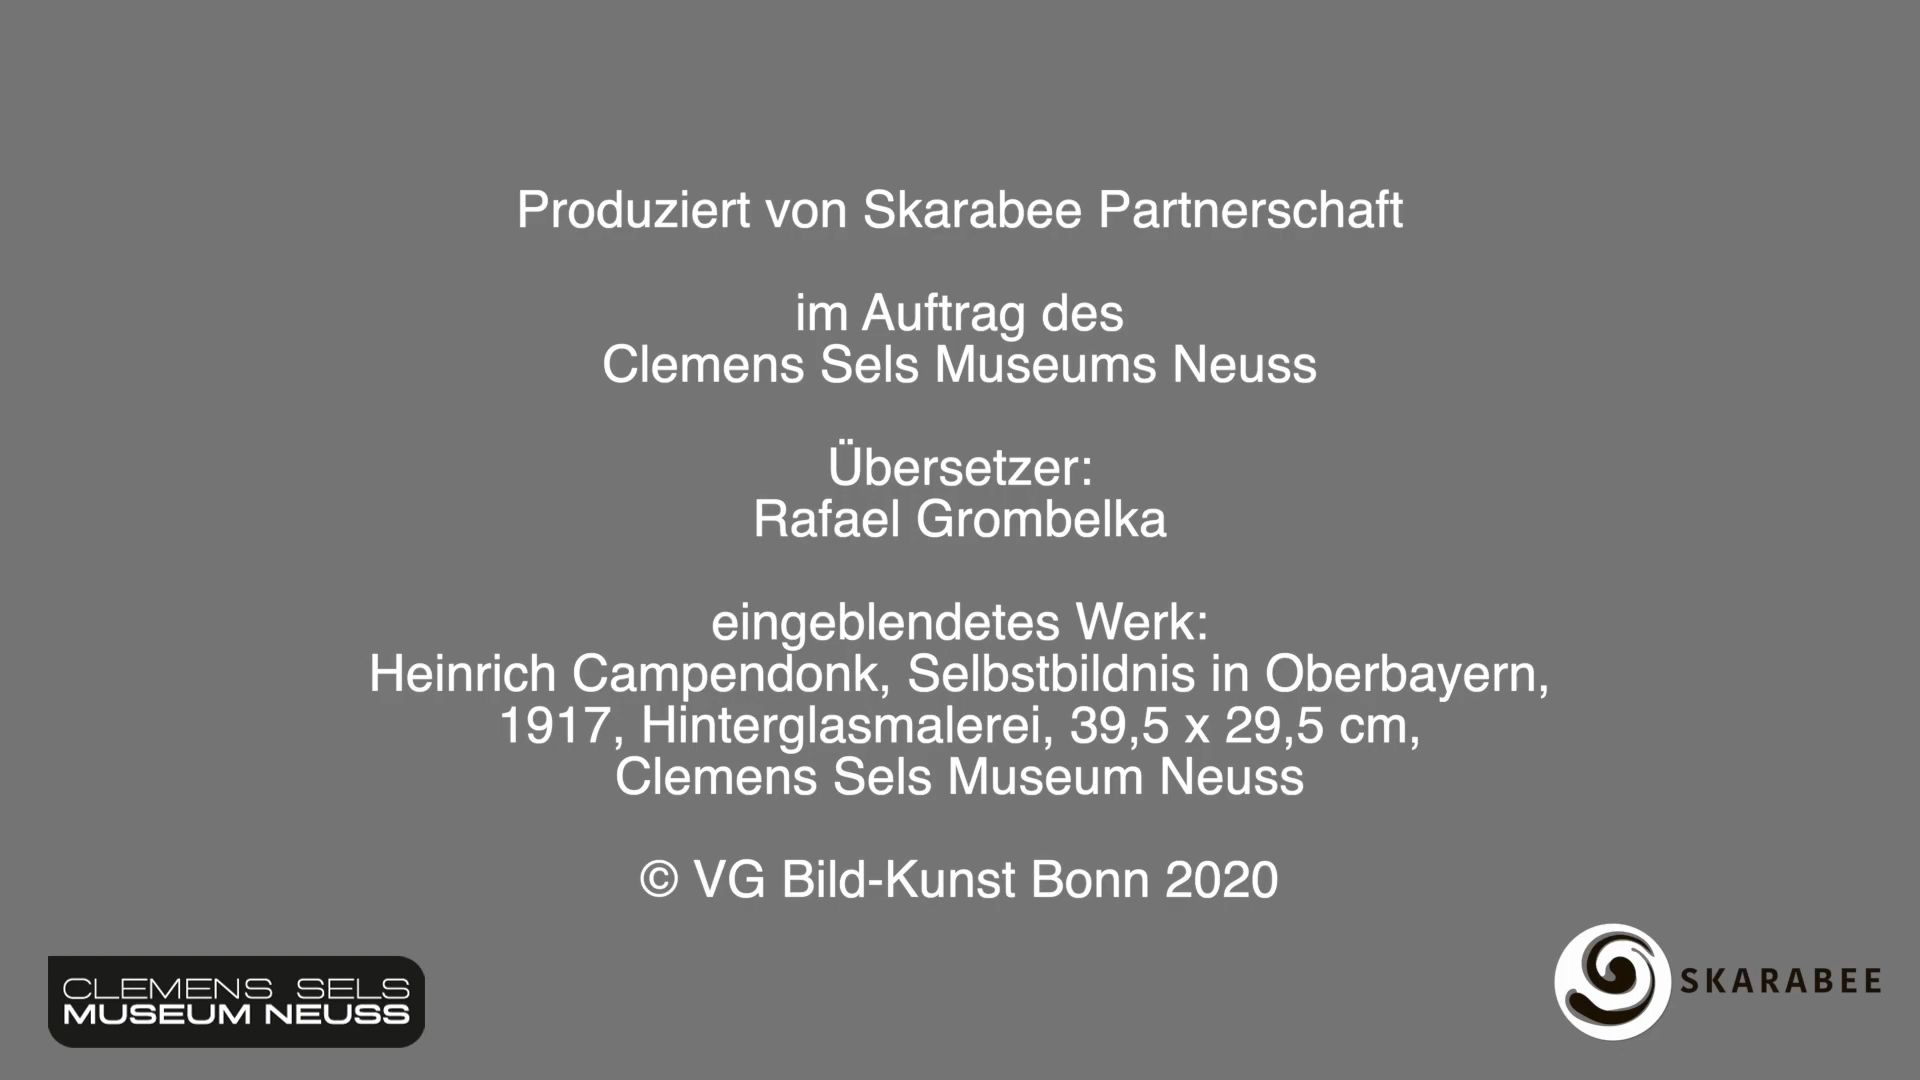 Produziert von Skarabee Partnerschaft
im Auftrag des
Clemens Sels Museums Neuss
Übersetzer:
Rafael Grombelka
eingeblendetes Werk:
Heinrich Campendonk, Selbstbildnis in Oberbayern,
1917, Hinterglasmalerei, 39,5 x 29,5 cm,
Clemens Sels Museum Neuss
© VG Bild-Kunst Bonn 2020
CLEMENS SELS
MUSEUM NEUSS
SKARABEE